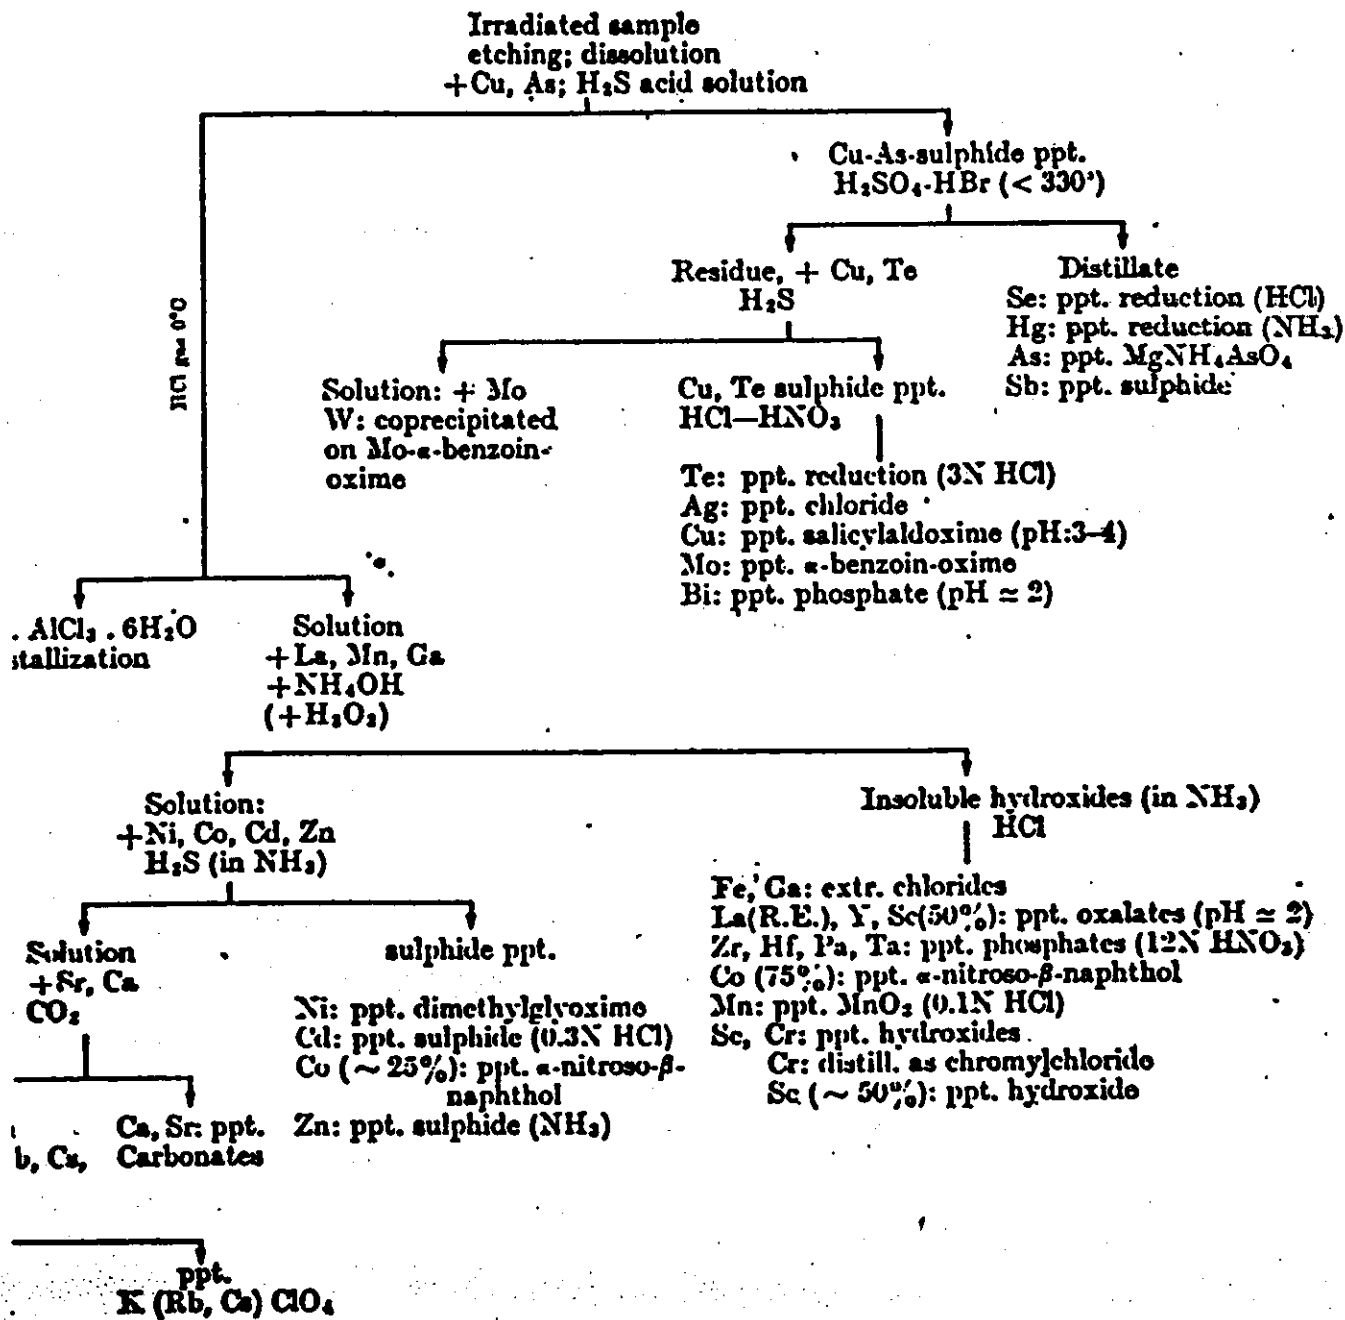 Irradiated sample
etching; dissolution
+Cu, As; H₂S acid solution
Cu-As-sulphide ppt.
H₂SO₄-HBr (< 330°)
Residue, + Cu, Te
H₂S
Distillate
Se: ppt. reduction (HCl)
Hg: ppt. reduction (NH₃)
As: ppt. MgNH₄AsO₄
Sb: ppt. sulphide
HCl gas 0°C
Solution: + Mo
W: coprecipitated
on Mo-α-benzoin-
oxime
Cu, Te sulphide ppt.
HCl—HNO₃
Te: ppt. reduction (3N HCl)
Ag: ppt. chloride
Cu: ppt. salicylaldoxime (pH:3–4)
Mo: ppt. α-benzoin-oxime
Bi: ppt. phosphate (pH ≃ 2)
. AlCl₃ . 6H₂O
stallization
Solution
+La, Mn, Ga
+NH₄OH
(+H₂O₂)
Solution:
+Ni, Co, Cd, Zn
H₂S (in NH₃)
Insoluble hydroxides (in NH₃)
HCl
Fe, Ga: extr. chlorides
La(R.E.), Y, Sc(50%): ppt. oxalates (pH ≃ 2)
Zr, Hf, Pa, Ta: ppt. phosphates (12N HNO₃)
Co (75%): ppt. α-nitroso-β-naphthol
Mn: ppt. MnO₂ (0.1N HCl)
Sc, Cr: ppt. hydroxides
Cr: distill. as chromylchloride
Sc (~ 50%): ppt. hydroxide
Solution
+Sr, Ca
CO₂
sulphide ppt.
Ni: ppt. dimethylglyoxime
Cd: ppt. sulphide (0.3N HCl)
Co (~ 25%): ppt. α-nitroso-β-
naphthol
Zn: ppt. sulphide (NH₃)
b, Cs,
Ca, Sr: ppt.
Carbonates
ppt.
K (Rb, Cs) ClO₄